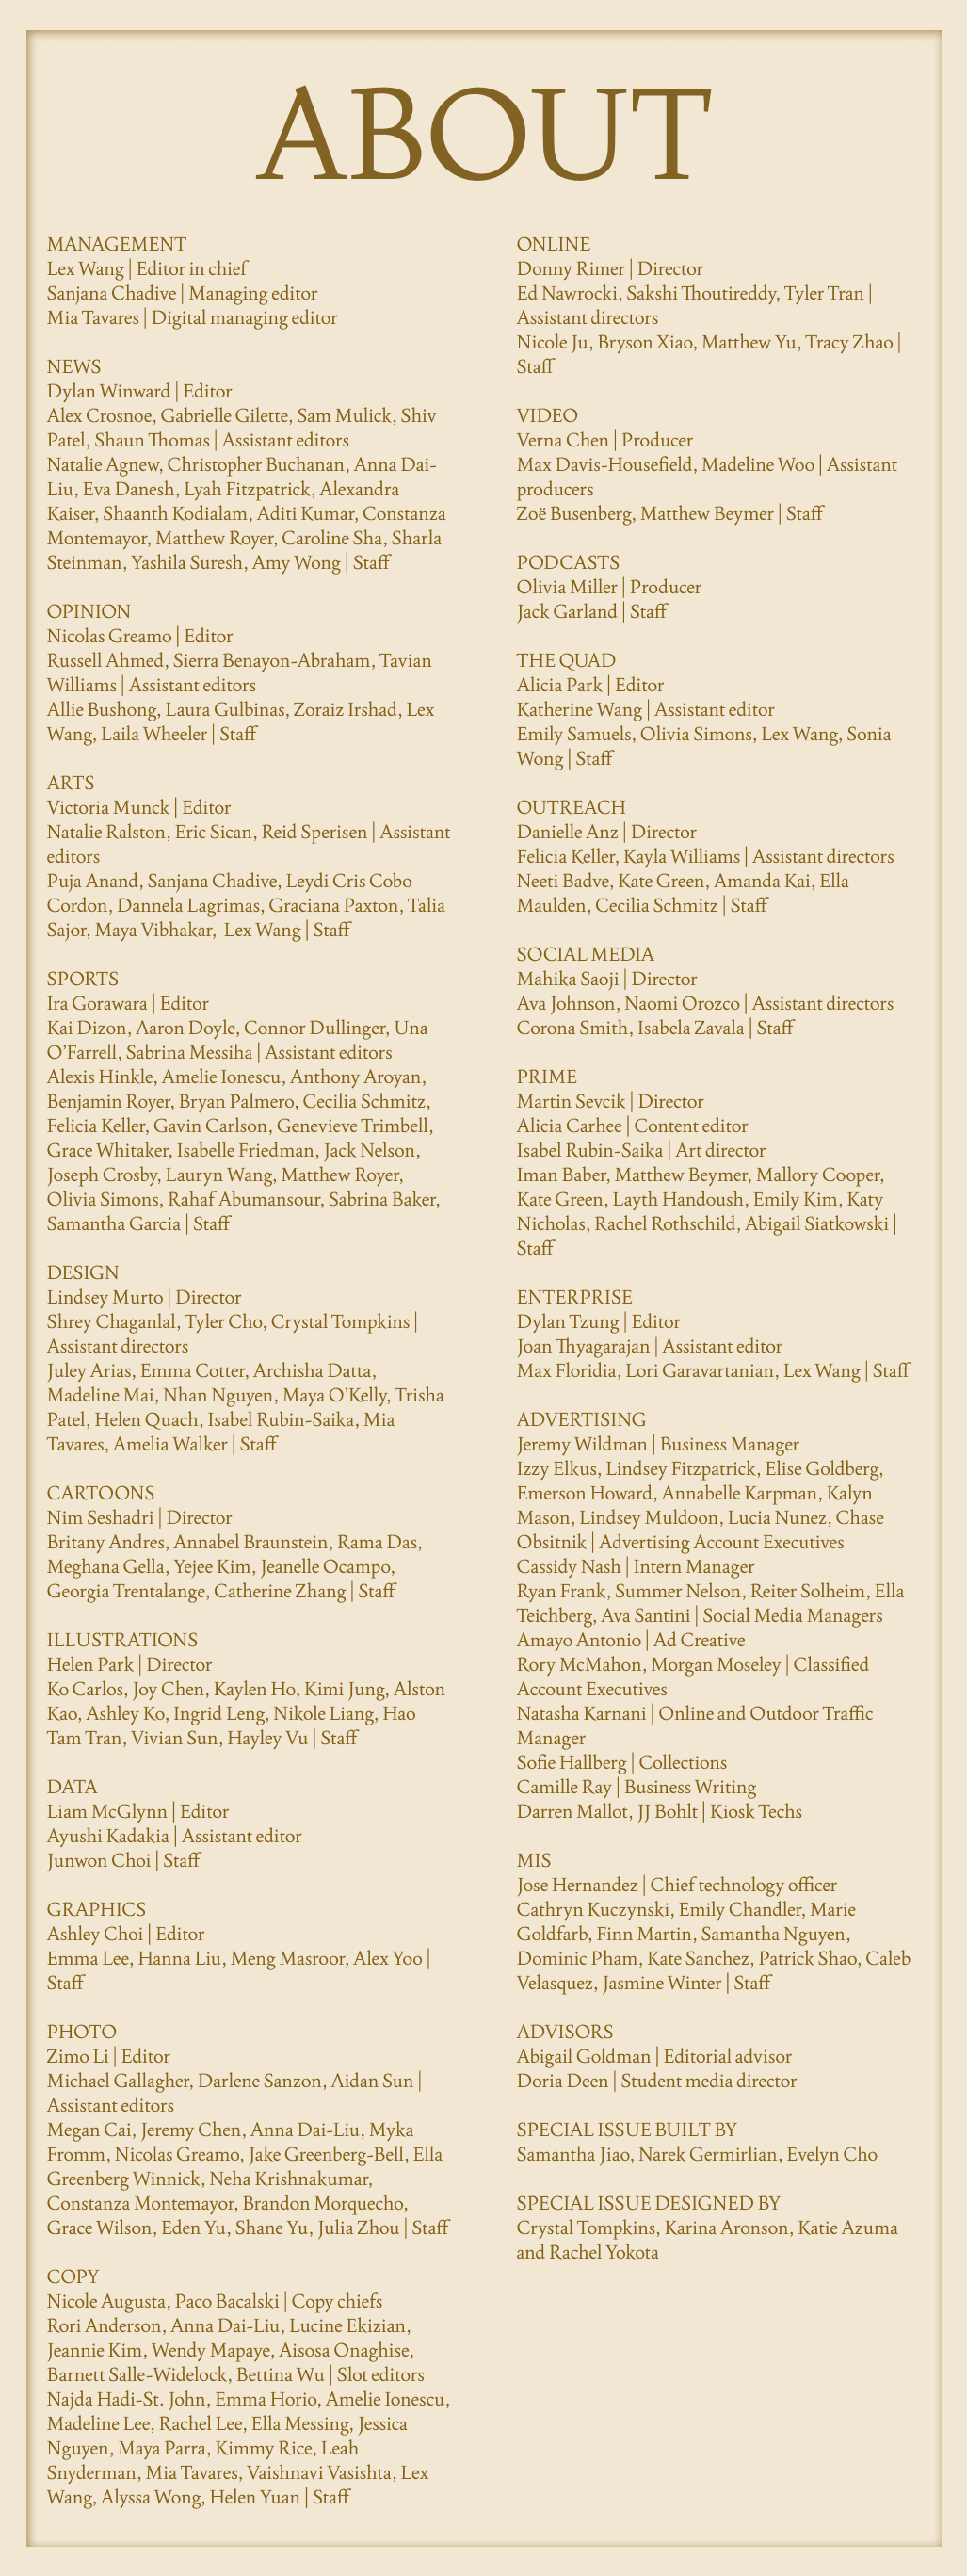 ABOUT
MANAGEMENT
Lex Wang | Editor in chief
Sanjana Chadive | Managing editor
Mia Tavares | Digital managing editor
NEWS
Dylan Winward | Editor
Alex Crosnoe, Gabrielle Gilette, Sam Mulick, Shiv
Patel, Shaun Thomas | Assistant editors
Natalie Agnew, Christopher Buchanan, Anna Dai-
Liu, Eva Danesh, Lyah Fitzpatrick, Alexandra
Kaiser, Shaanth Kodialam, Aditi Kumar, Constanza
Montemayor, Matthew Royer, Caroline Sha, Sharla
Steinman, Yashila Suresh, Amy Wong | Staff
OPINION
Nicolas Greamo | Editor
Russell Ahmed, Sierra Benayon-Abraham, Tavian
Williams | Assistant editors
Allie Bushong, Laura Gulbinas, Zoraiz Irshad, Lex
Wang, Laila Wheeler | Staff
ARTS
Victoria Munck | Editor
Natalie Ralston, Eric Sican, Reid Sperisen | Assistant
editors
Puja Anand, Sanjana Chadive, Leydi Cris Cobo
Cordon, Dannela Lagrimas, Graciana Paxton, Talia
Sajor, Maya Vibhakar,  Lex Wang | Staff
SPORTS
Ira Gorawara | Editor
Kai Dizon, Aaron Doyle, Connor Dullinger, Una
O’Farrell, Sabrina Messiha | Assistant editors
Alexis Hinkle, Amelie Ionescu, Anthony Aroyan,
Benjamin Royer, Bryan Palmero, Cecilia Schmitz,
Felicia Keller, Gavin Carlson, Genevieve Trimbell,
Grace Whitaker, Isabelle Friedman, Jack Nelson,
Joseph Crosby, Lauryn Wang, Matthew Royer,
Olivia Simons, Rahaf Abumansour, Sabrina Baker,
Samantha Garcia | Staff
DESIGN
Lindsey Murto | Director
Shrey Chaganlal, Tyler Cho, Crystal Tompkins |
Assistant directors
Juley Arias, Emma Cotter, Archisha Datta,
Madeline Mai, Nhan Nguyen, Maya O’Kelly, Trisha
Patel, Helen Quach, Isabel Rubin-Saika, Mia
Tavares, Amelia Walker | Staff
CARTOONS
Nim Seshadri | Director
Britany Andres, Annabel Braunstein, Rama Das,
Meghana Gella, Yejee Kim, Jeanelle Ocampo,
Georgia Trentalange, Catherine Zhang | Staff
ILLUSTRATIONS
Helen Park | Director
Ko Carlos, Joy Chen, Kaylen Ho, Kimi Jung, Alston
Kao, Ashley Ko, Ingrid Leng, Nikole Liang, Hao
Tam Tran, Vivian Sun, Hayley Vu | Staff
DATA
Liam McGlynn | Editor
Ayushi Kadakia | Assistant editor
Junwon Choi | Staff
GRAPHICS
Ashley Choi | Editor
Emma Lee, Hanna Liu, Meng Masroor, Alex Yoo |
Staff
PHOTO
Zimo Li | Editor
Michael Gallagher, Darlene Sanzon, Aidan Sun |
Assistant editors
Megan Cai, Jeremy Chen, Anna Dai-Liu, Myka
Fromm, Nicolas Greamo, Jake Greenberg-Bell, Ella
Greenberg Winnick, Neha Krishnakumar,
Constanza Montemayor, Brandon Morquecho,
Grace Wilson, Eden Yu, Shane Yu, Julia Zhou | Staff
COPY
Nicole Augusta, Paco Bacalski | Copy chiefs
Rori Anderson, Anna Dai-Liu, Lucine Ekizian,
Jeannie Kim, Wendy Mapaye, Aisosa Onaghise,
Barnett Salle-Widelock, Bettina Wu | Slot editors
Najda Hadi-St. John, Emma Horio, Amelie Ionescu,
Madeline Lee, Rachel Lee, Ella Messing, Jessica
Nguyen, Maya Parra, Kimmy Rice, Leah
Snyderman, Mia Tavares, Vaishnavi Vasishta, Lex
Wang, Alyssa Wong, Helen Yuan | Staff
ONLINE
Donny Rimer | Director
Ed Nawrocki, Sakshi Thoutireddy, Tyler Tran |
Assistant directors
Nicole Ju, Bryson Xiao, Matthew Yu, Tracy Zhao |
Staff
VIDEO
Verna Chen | Producer
Max Davis-Housefield, Madeline Woo | Assistant
producers
Zoë Busenberg, Matthew Beymer | Staff
PODCASTS
Olivia Miller | Producer
Jack Garland | Staff
THE QUAD
Alicia Park | Editor
Katherine Wang | Assistant editor
Emily Samuels, Olivia Simons, Lex Wang, Sonia
Wong | Staff
OUTREACH
Danielle Anz | Director
Felicia Keller, Kayla Williams | Assistant directors
Neeti Badve, Kate Green, Amanda Kai, Ella
Maulden, Cecilia Schmitz | Staff
SOCIAL MEDIA
Mahika Saoji | Director
Ava Johnson, Naomi Orozco | Assistant directors
Corona Smith, Isabela Zavala | Staff
PRIME
Martin Sevcik | Director
Alicia Carhee | Content editor
Isabel Rubin-Saika | Art director
Iman Baber, Matthew Beymer, Mallory Cooper,
Kate Green, Layth Handoush, Emily Kim, Katy
Nicholas, Rachel Rothschild, Abigail Siatkowski |
Staff
ENTERPRISE
Dylan Tzung | Editor
Joan Thyagarajan | Assistant editor
Max Floridia, Lori Garavartanian, Lex Wang | Staff
ADVERTISING
Jeremy Wildman | Business Manager
Izzy Elkus, Lindsey Fitzpatrick, Elise Goldberg,
Emerson Howard, Annabelle Karpman, Kalyn
Mason, Lindsey Muldoon, Lucia Nunez, Chase
Obsitnik | Advertising Account Executives
Cassidy Nash | Intern Manager
Ryan Frank, Summer Nelson, Reiter Solheim, Ella
Teichberg, Ava Santini | Social Media Managers
Amayo Antonio | Ad Creative
Rory McMahon, Morgan Moseley | Classified
Account Executives
Natasha Karnani | Online and Outdoor Traffic
Manager
Sofie Hallberg | Collections
Camille Ray | Business Writing
Darren Mallot, JJ Bohlt | Kiosk Techs
MIS
Jose Hernandez | Chief technology officer
Cathryn Kuczynski, Emily Chandler, Marie
Goldfarb, Finn Martin, Samantha Nguyen,
Dominic Pham, Kate Sanchez, Patrick Shao, Caleb
Velasquez, Jasmine Winter | Staff
ADVISORS
Abigail Goldman | Editorial advisor
Doria Deen | Student media director
SPECIAL ISSUE BUILT BY
Samantha Jiao, Narek Germirlian, Evelyn Cho
SPECIAL ISSUE DESIGNED BY
Crystal Tompkins, Karina Aronson, Katie Azuma
and Rachel Yokota